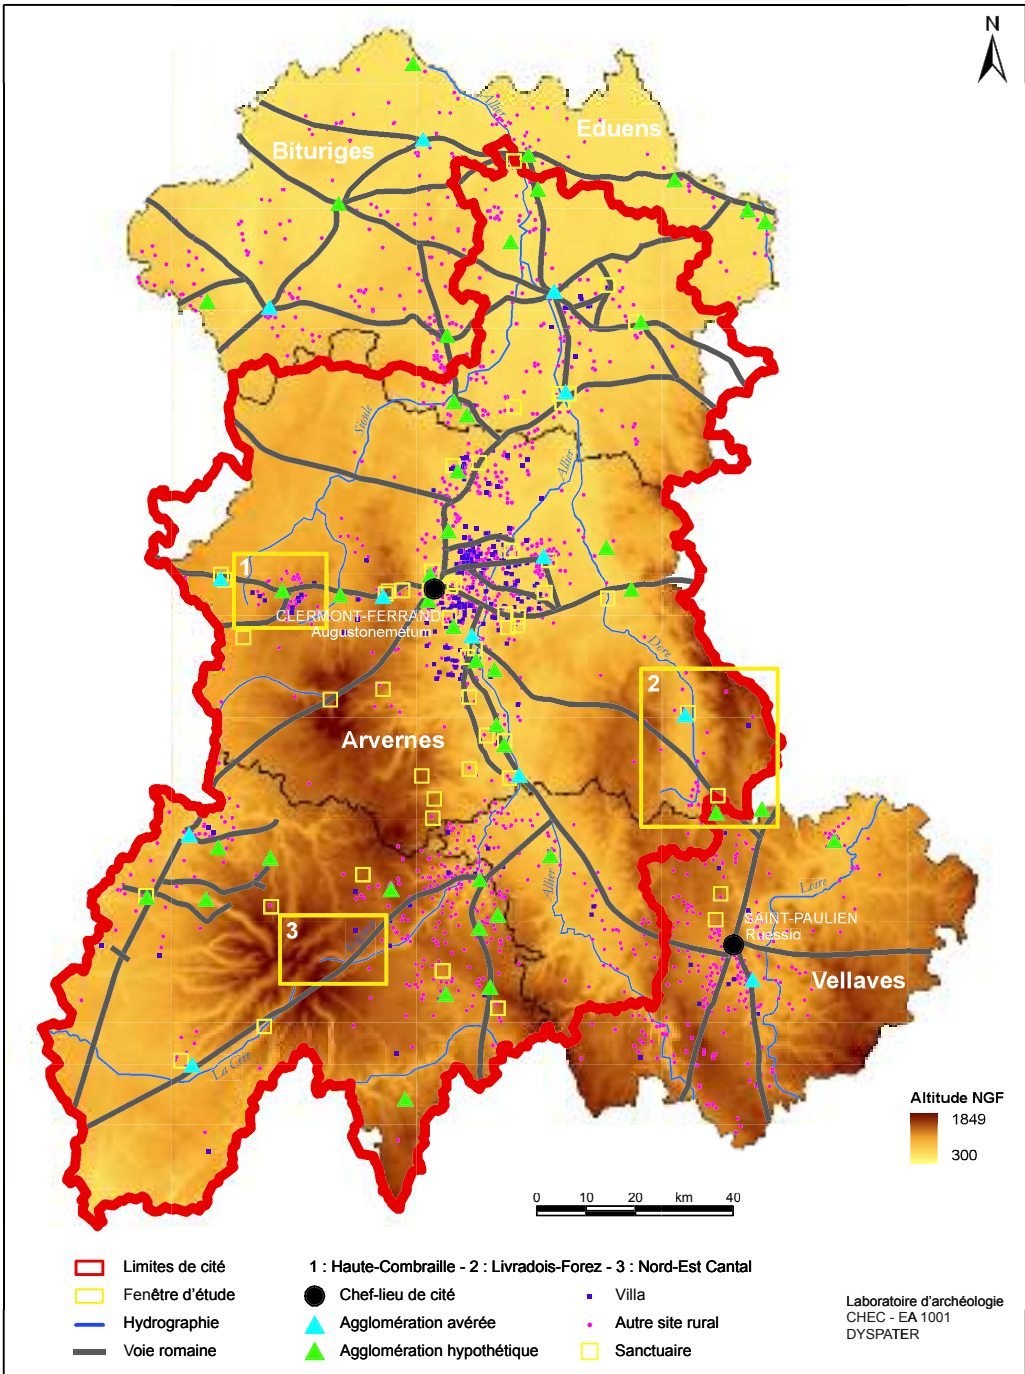 N
Allier
Eduens
Bituriges
Sioule
Allier
1
CLERMONT-FERRAND
Augustonemetum
Dore
2
Arvernes
Allier
Loire
SAINT-PAULIEN
Ruessio
3
Vellaves
La Cère
Altitude NGF
1849
300
0 10 20 km 40
Limites de cité
1 : Haute-Combraille - 2 : Livradois-Forez - 3 : Nord-Est Cantal
Fenêtre d'étude
Chef-lieu de cité
Villa
Hydrographie
Agglomération avérée
Autre site rural
Voie romaine
Agglomération hypothétique
Sanctuaire
Laboratoire d'archéologie
CHEC - EA 1001
DYSPATER